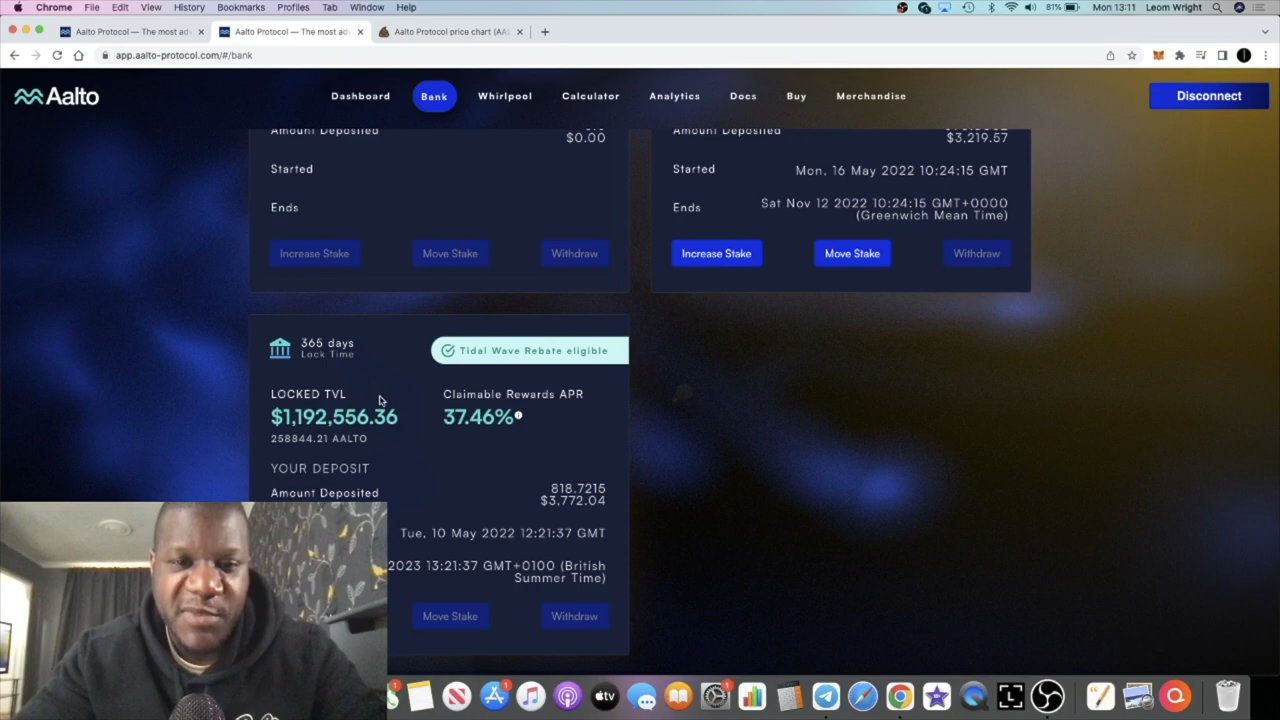 Chrome File Edit View History Bookmarks Profiles Tab Window Help
81% Mon 13:11 Leom Wright
Aalto Protocol — The most adv
Aalto Protocol — The most adv
Aalto Protocol price chart (AAL
app.aalto-protocol.com/#/bank
Aalto
Dashboard Bank Whirlpool Calculator Analytics Docs Buy Merchandise
Disconnect
Amount Deposited
$0.00
Started
Ends
Increase Stake Move Stake Withdraw
Amount Deposited
$3,219.57
Started Mon, 16 May 2022 10:24:15 GMT
Ends Sat Nov 12 2022 10:24:15 GMT+0000
(Greenwich Mean Time)
Increase Stake Move Stake Withdraw
365 days
Lock Time
Tidal Wave Rebate eligible
LOCKED TVL Claimable Rewards APR
$1,192,556.36 37.46%
258844.21 AALTO
YOUR DEPOSIT
Amount Deposited 818.7215
$3,772.04
Tue, 10 May 2022 12:21:37 GMT
2023 13:21:37 GMT+0100 (British
Summer Time)
Move Stake Withdraw
tv